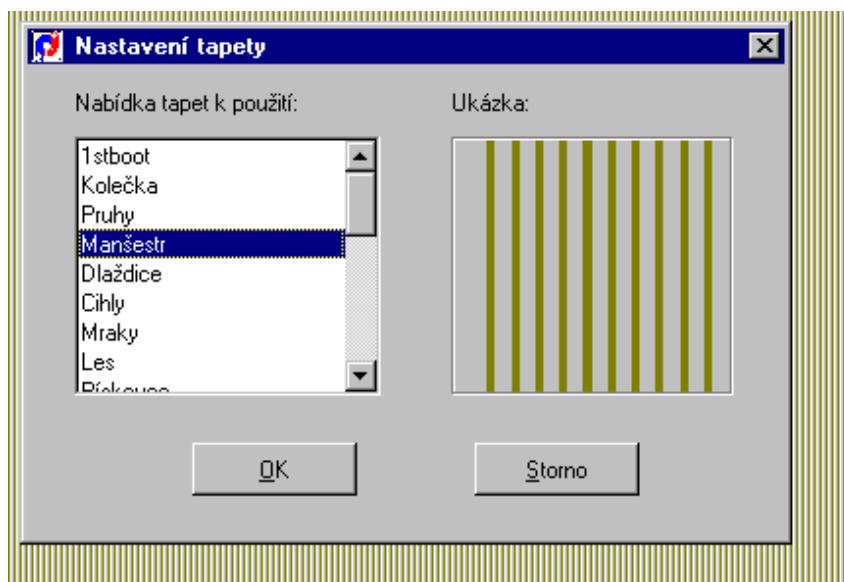 Nastavení tapety
Nabídka tapet k použití:
Ukázka:
1stboot
Kolečka
Pruhy
Manšestr
Dlaždice
Cihly
Mraky
Les
OK
Storno